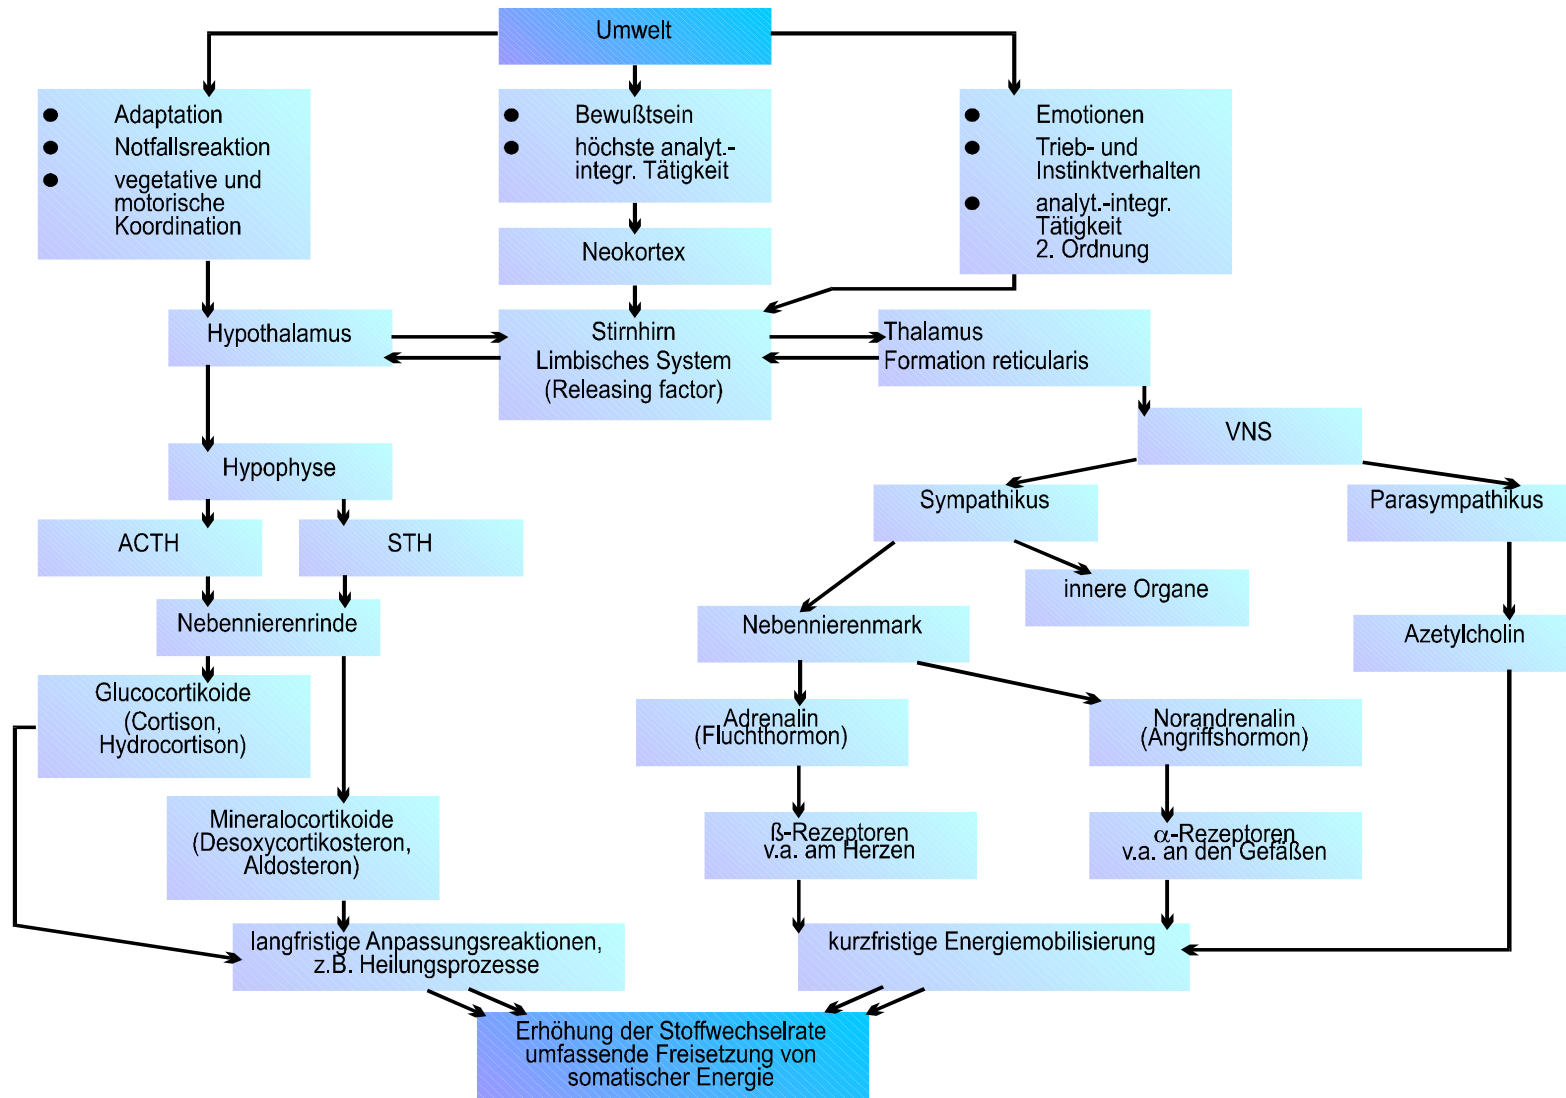 Umwelt
Adaptation
Notfallsreaktion
vegetative und
motorische
Koordination
Bewußtsein
höchste analyt.-
integr. Tätigkeit
Emotionen
Trieb- und
Instinktverhalten
analyt.-integr.
Tätigkeit
2. Ordnung
Neokortex
Hypothalamus
Stirnhirn
Limbisches System
(Releasing factor)
Thalamus
Formation reticularis
VNS
Hypophyse
Sympathikus
Parasympathikus
ACTH
STH
innere Organe
Nebennierenrinde
Nebennierenmark
Azetylcholin
Glucocortikoide
(Cortison,
Hydrocortison)
Adrenalin
(Fluchthormon)
Norandrenalin
(Angriffshormon)
Mineralocortikoide
(Desoxycortikosteron,
Aldosteron)
ß-Rezeptoren
v.a. am Herzen
α-Rezeptoren
v.a. an den Gefäßen
langfristige Anpassungsreaktionen,
z.B. Heilungsprozesse
kurzfristige Energiemobilisierung
Erhöhung der Stoffwechselrate
umfassende Freisetzung von
somatischer Energie